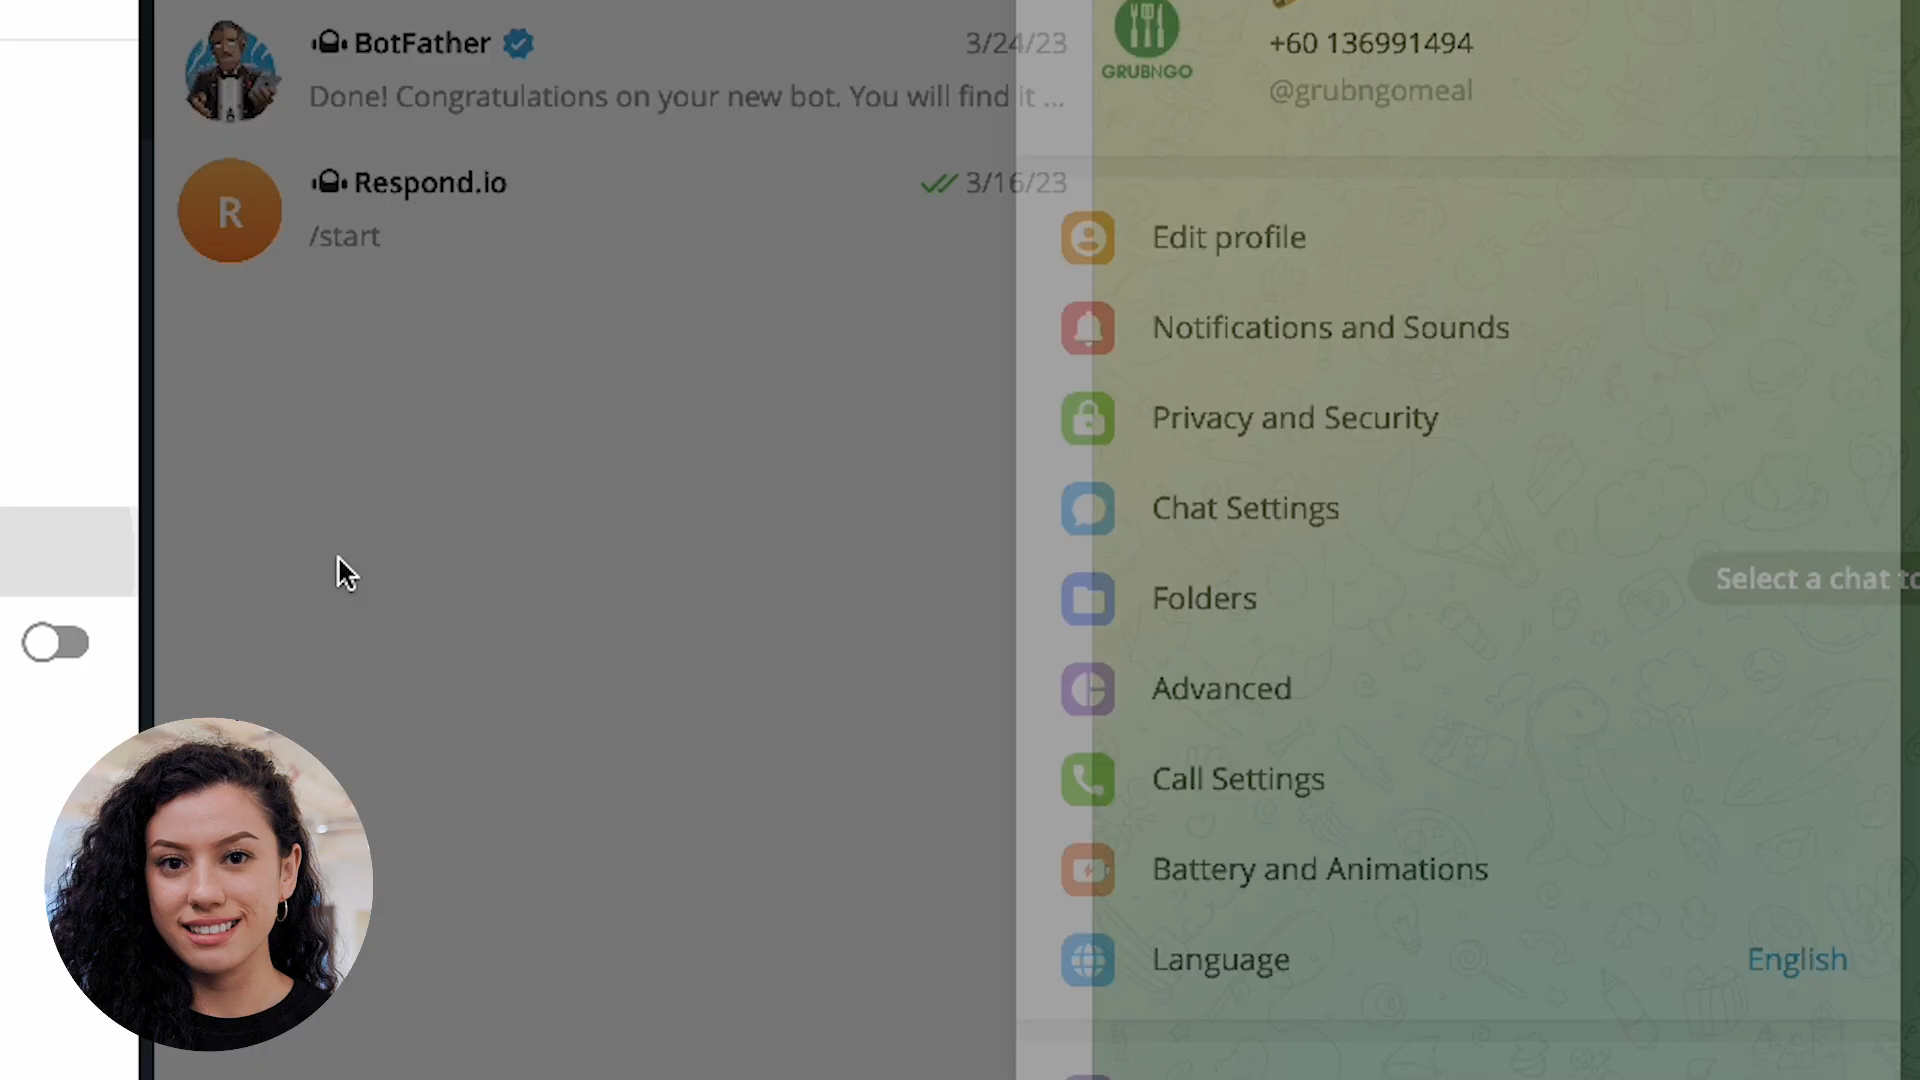 BotFather
3/24/23
Done! Congratulations on your new bot. You will find it ...
R
Respond.io
3/16/23
/start
GRUBNGO
+60 136991494
@grubngomeal
Edit profile
Notifications and Sounds
Privacy and Security
Chat Settings
Folders
Advanced
Call Settings
Battery and Animations
Language
English
Select a chat to